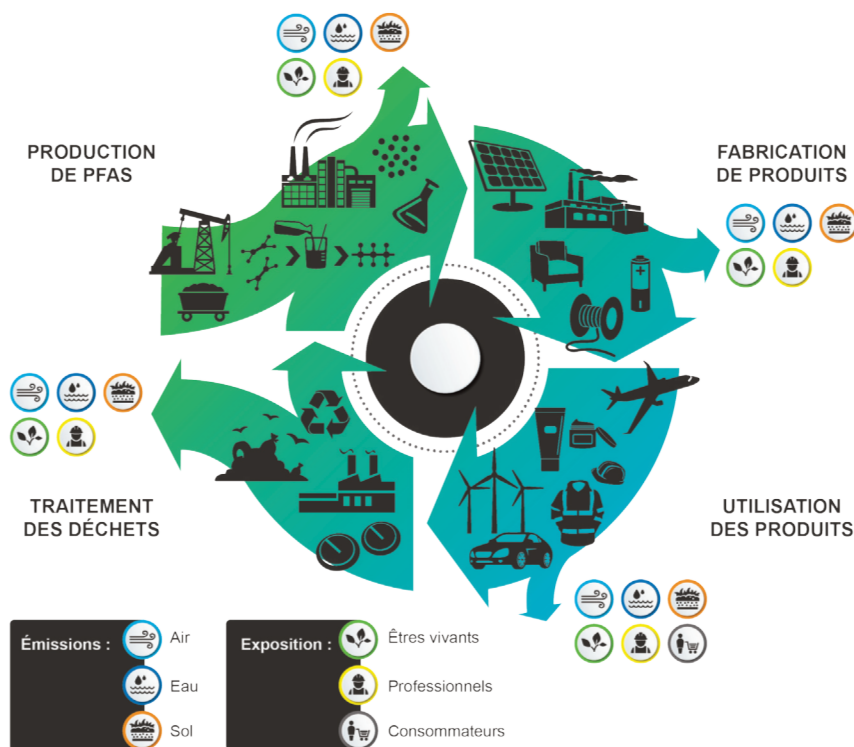 PRODUCTION
DE PFAS
FABRICATION
DE PRODUITS
TRAITEMENT
DES DÉCHETS
UTILISATION
DES PRODUITS
Émissions :
Air
Eau
Sol
Exposition :
Êtres vivants
Professionnels
Consommateurs